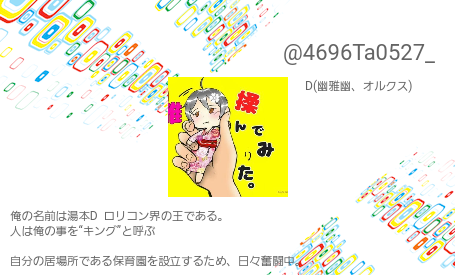 @4696Ta0527_
D(幽雅幽、オルクス)
揉
んで
み
りた。
俺の名前は湯本D ロリコン界の王である。
人は俺の事を“キング”と呼ぶ
自分の居場所である保育園を設立するため、日々奮闘中。